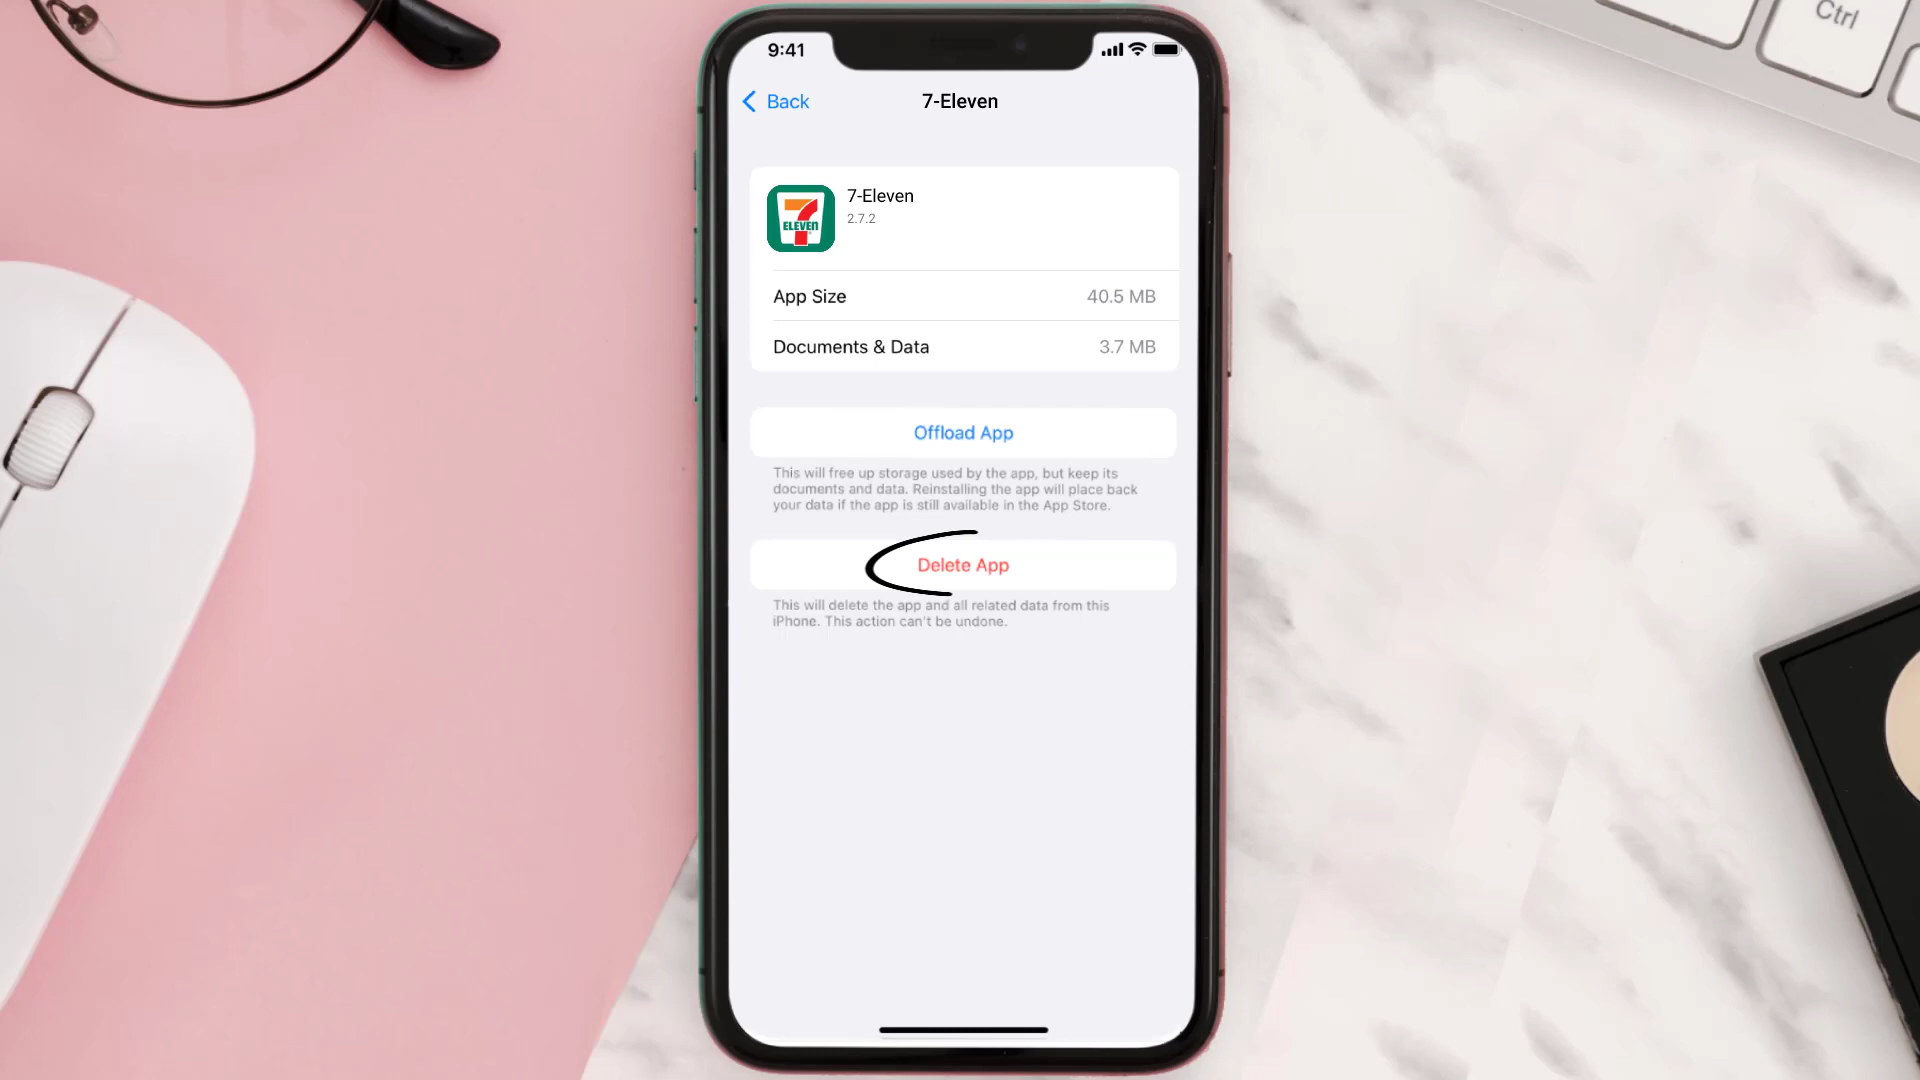 Ctrl
9:41
Back
7-Eleven
7
ELEVEN
7-Eleven
2.7.2
App Size
40.5 MB
Documents & Data
3.7 MB
Offload App
This will free up storage used by the app, but keep its
documents and data. Reinstalling the app will place back
your data if the app is still available in the App Store.
Delete App
This will delete the app and all related data from this
iPhone. This action can't be undone.